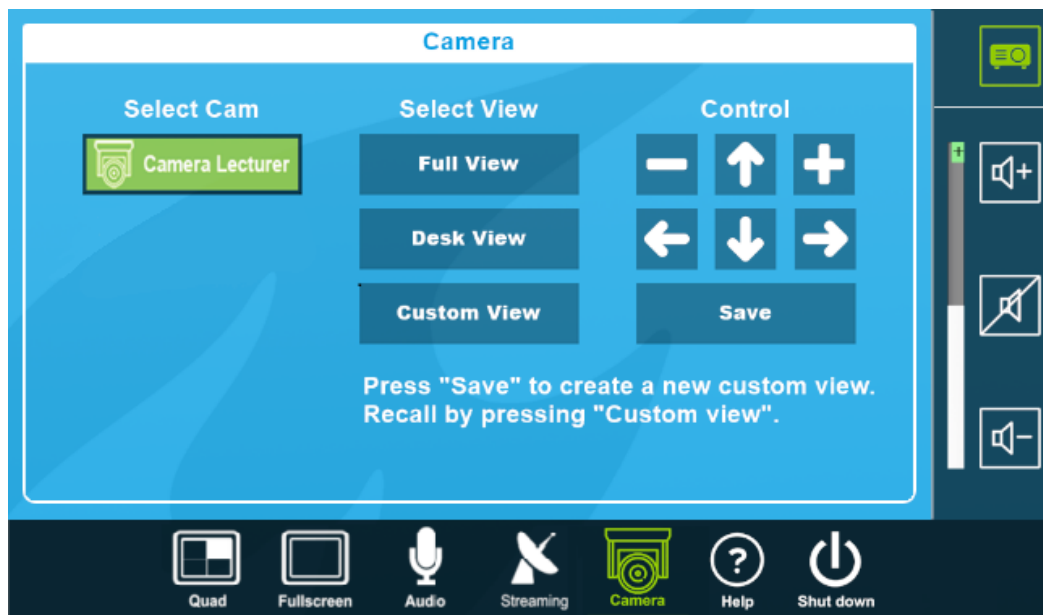 Camera
Select Cam
Select View
Control
Camera Lecturer
Full View
Desk View
Custom View
Save
Press "Save" to create a new custom view.
Recall by pressing "Custom view".
Quad
Fullscreen
Audio
Streaming
Camera
Help
Shut down